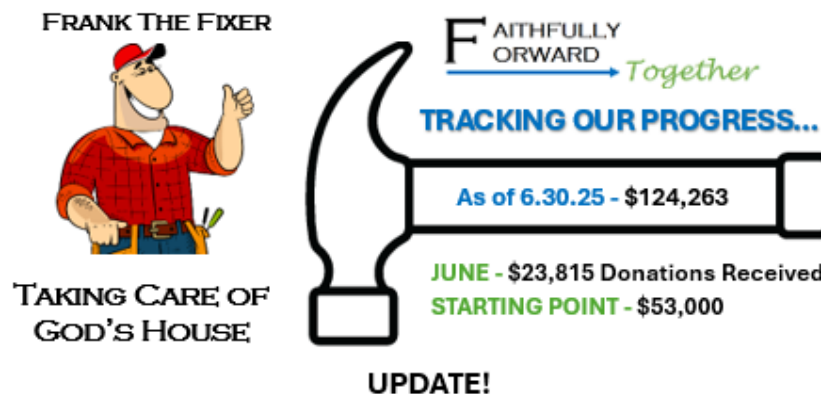 FRANK THE FIXER
TAKING CARE OF
GOD'S HOUSE
FAITHFULLY
FORWARD
Together
TRACKING OUR PROGRESS...
As of 6.30.25 - $124,263
JUNE - $23,815 Donations Received
STARTING POINT - $53,000
UPDATE!